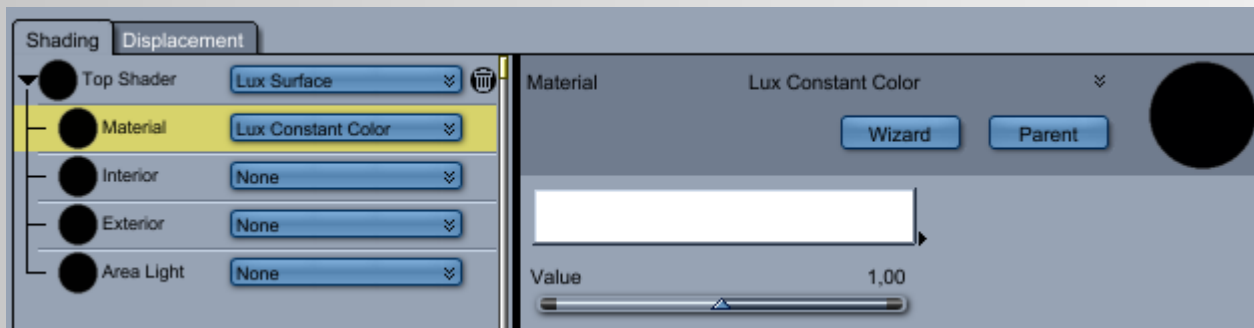 Shading Displacement
Top Shader Lux Surface
Material Lux Constant Color
Interior None
Exterior None
Area Light None
Material Lux Constant Color
Wizard Parent
Value 1,00